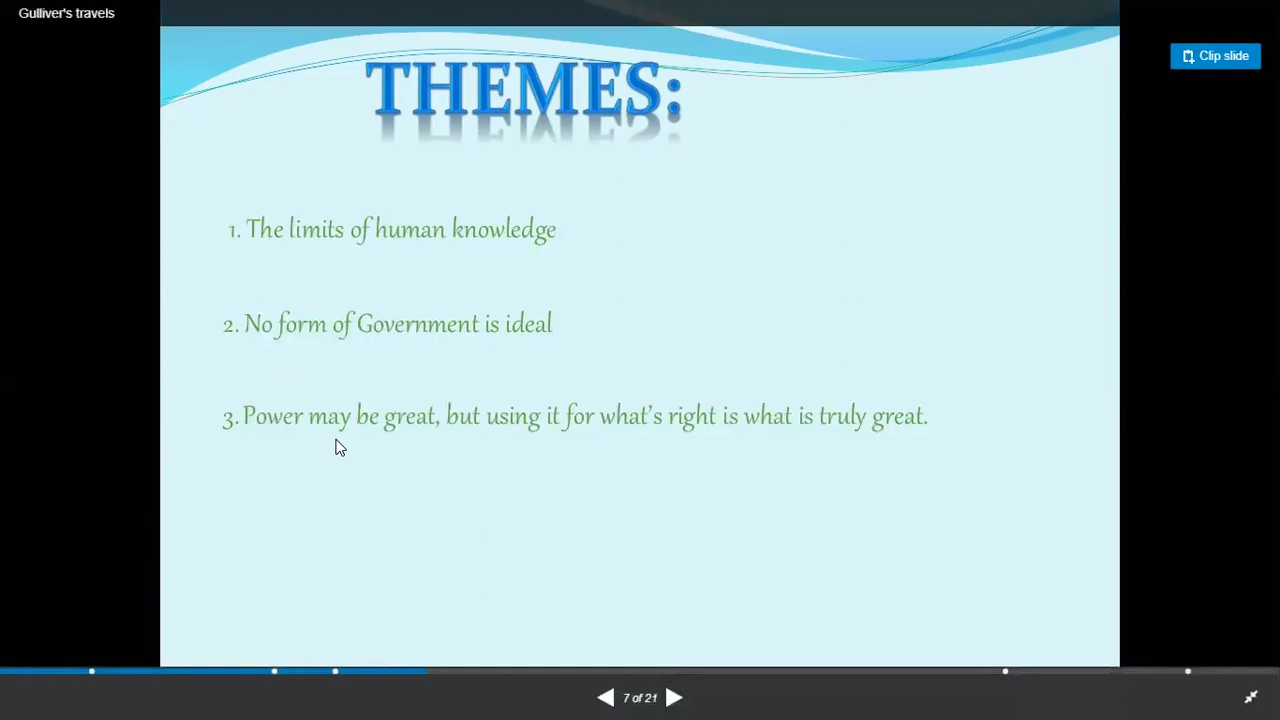 Gulliver's travels
Clip slide
THEMES:
1. The limits of human knowledge
2. No form of Government is ideal
3. Power may be great, but using it for what's right is what is truly great.
7 of 21